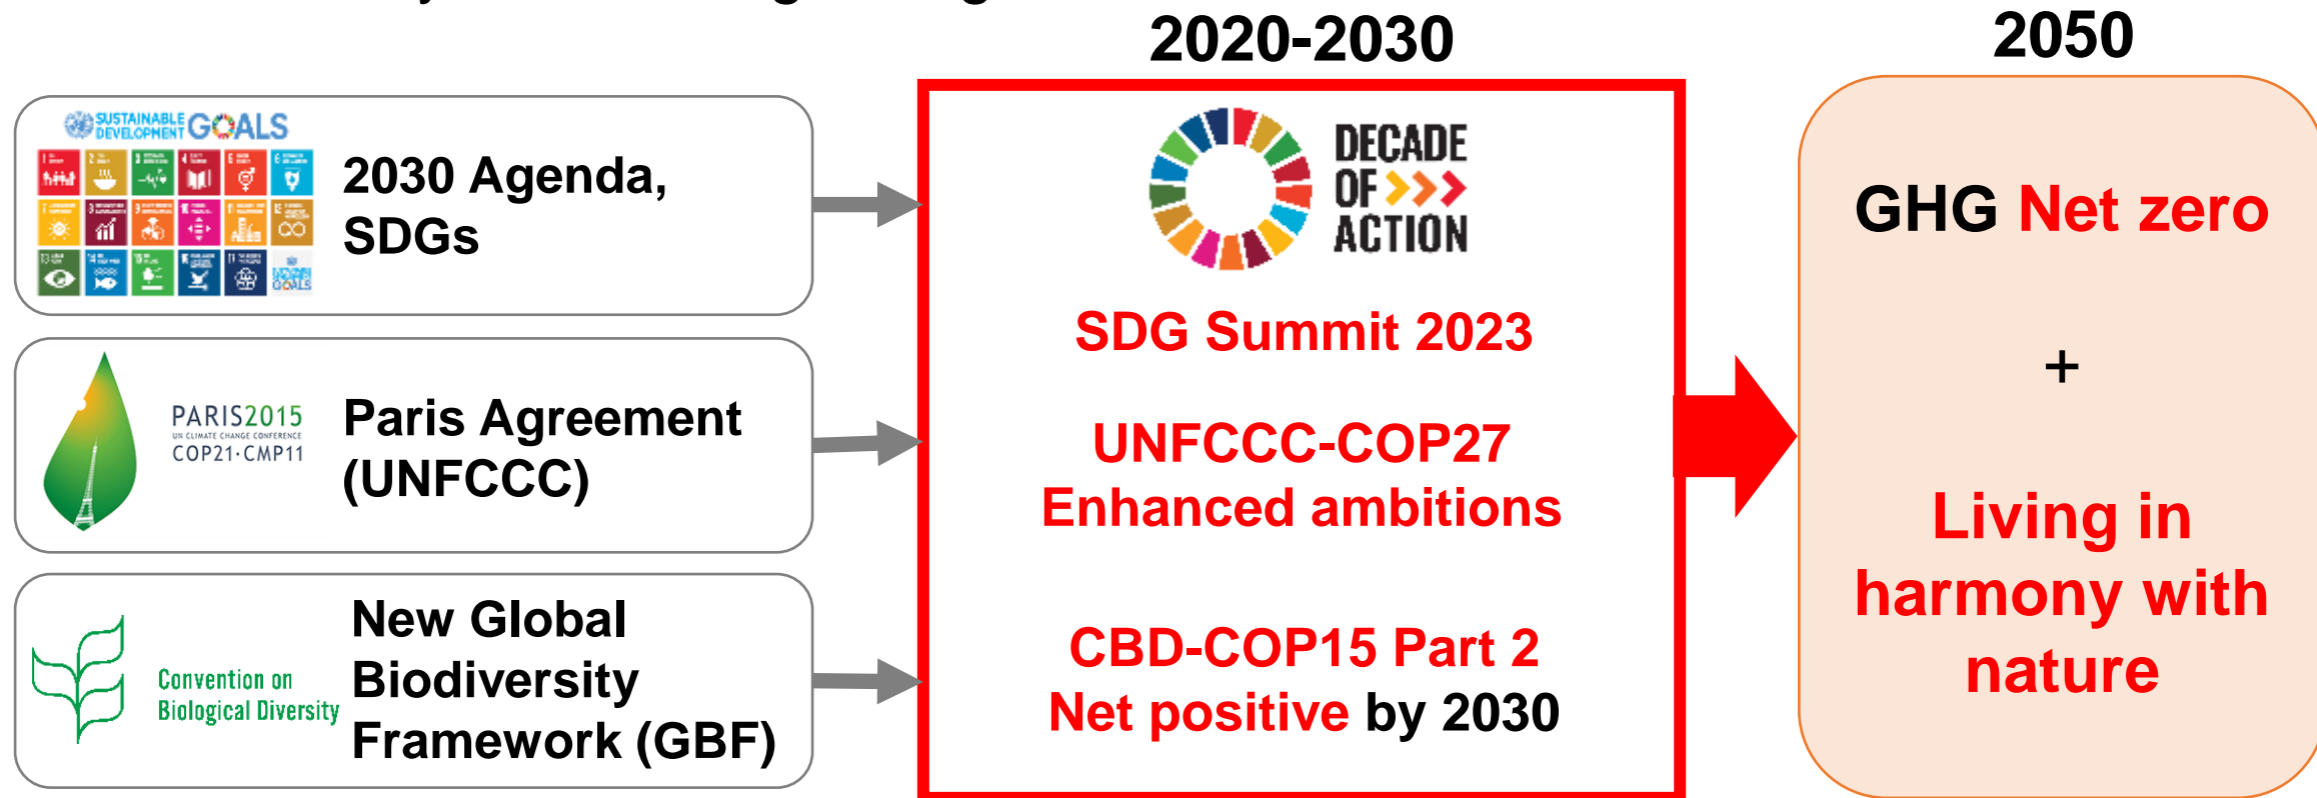 2020-2030
2050
SUSTAINABLE
DEVELOPMENT GOALS
2030 Agenda,
SDGs
PARIS2015
UN CLIMATE CHANGE CONFERENCE
COP21·CMP11
Paris Agreement
(UNFCCC)
Convention on
Biological Diversity
New Global
Biodiversity
Framework (GBF)
DECADE
OF >>>
ACTION
SDG Summit 2023
UNFCCC-COP27
Enhanced ambitions
CBD-COP15 Part 2
Net positive by 2030
GHG Net zero
+
Living in
harmony with
nature